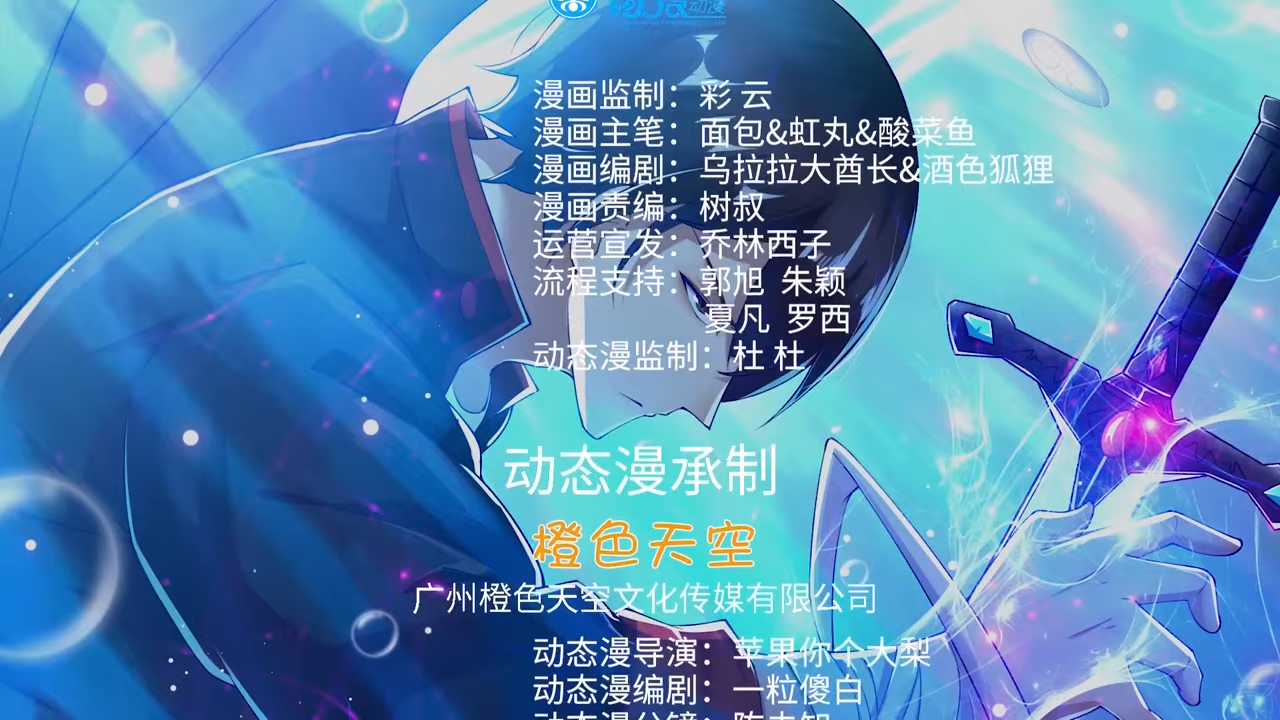 漫画监制：彩 云
漫画主笔：面包&虹丸&酸菜鱼
漫画编剧：乌拉拉大酋长&酒色狐狸
漫画责编：树叔
运营宣发：乔林西子
流程支持：郭旭 朱颖
夏凡 罗西
动态漫监制：杜 杜
动态漫承制
橙色天空
广州橙色天空文化传媒有限公司
动态漫导演：苹果你个大梨
动态漫编剧：一粒傻白